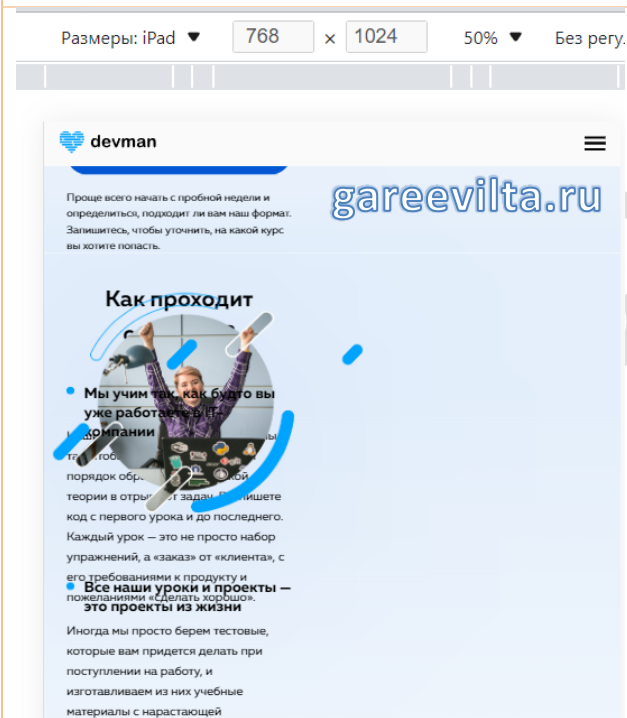 Размеры: iPad ▼ 768 × 1024 50% ▼ Без регу.
devman
gareevilta.ru
Проще всего начать с пробной недели и
определиться, подходит ли вам наш формат.
Запишитесь, чтобы уточнить, на какой курс
вы хотите попасть.
Как проходит
Мы учим так, как будто вы
уже работаете в IT-
компании
порядок
теории в задач.
код с первого урока и до последнего.
Каждый урок — это не просто набор
упражнений, а «заказ» от «клиента», с
его требованиями к продукту и
пожеланиями «сделать хорошо».
Все наши уроки и проекты —
это проекты из жизни
Иногда мы просто берем тестовые,
которые вам придется делать при
поступлении на работу, и
изготавливаем из них учебные
материалы с нарастающей